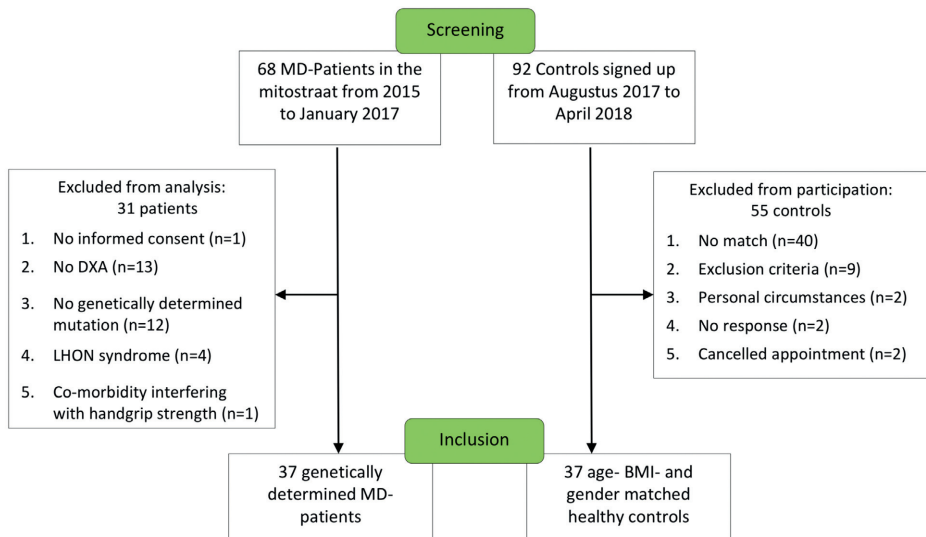 Screening
68 MD-Patients in the
mitostraat from 2015
to January 2017
92 Controls signed up
from Augustus 2017 to
April 2018
Excluded from analysis:
31 patients
1. No informed consent (n=1)
2. No DXA (n=13)
3. No genetically determined
mutation (n=12)
4. LHON syndrome (n=4)
5. Co-morbidity interfering
with handgrip strength (n=1)
Excluded from participation:
55 controls
1. No match (n=40)
2. Exclusion criteria (n=9)
3. Personal circumstances (n=2)
4. No response (n=2)
5. Cancelled appointment (n=2)
Inclusion
37 genetically
determined MD-
patients
37 age- BMI- and
gender matched
healthy controls